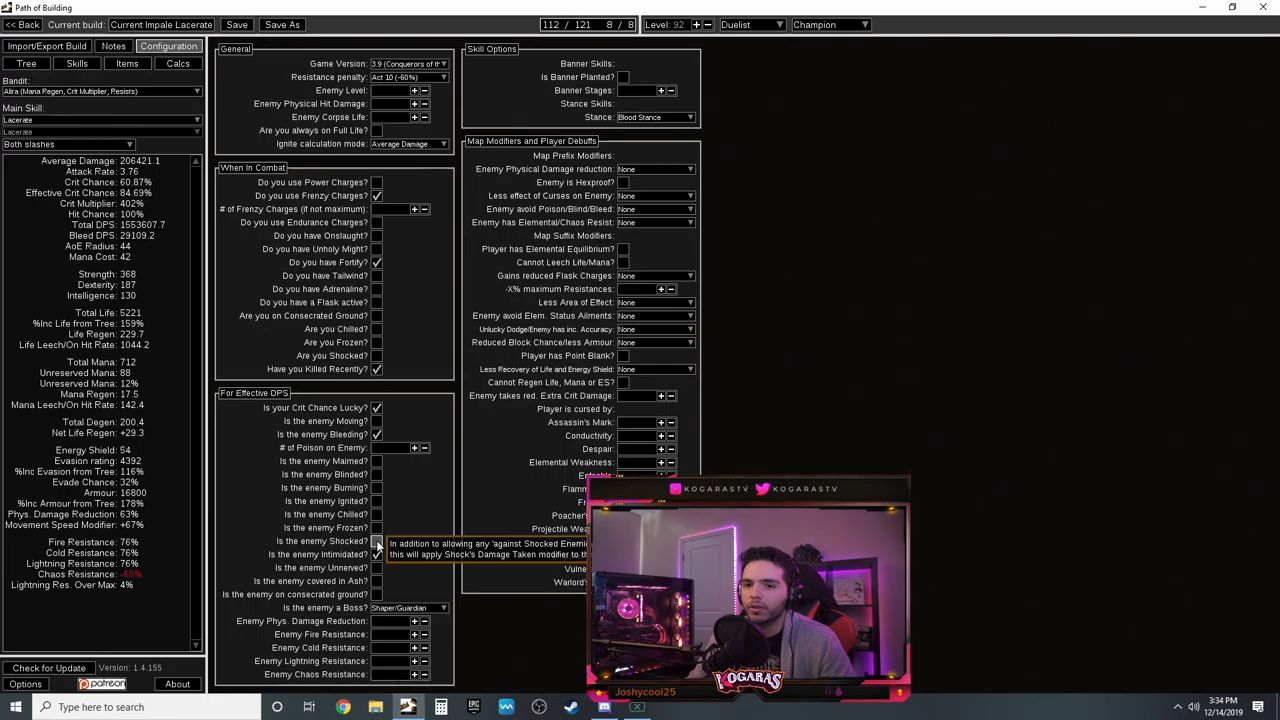 Path of Building
<< Back
Current build:
Current Impale Lacerate
Save
Save As
112 / 121 8 / 8
Level: 92
Duelist
Champion
Import/Export Build
Notes
Configuration
Tree
Skills
Items
Calcs
Bandit:
Alira (Mana Regen, Crit Multiplier, Resists)
Main Skill:
Lacerate
Lacerate
Both slashes
Average Damage: 206421.1
Attack Rate: 3.76
Crit Chance: 60.87%
Effective Crit Chance: 84.69%
Crit Multiplier: 402%
Hit Chance: 100%
Total DPS: 1553607.7
Bleed DPS: 29109.2
AoE Radius: 44
Mana Cost: 42
Strength: 368
Dexterity: 187
Intelligence: 130
Total Life: 5221
%Inc Life from Tree: 159%
Life Regen: 229.7
Life Leech/On Hit Rate: 1044.2
Total Mana: 712
Unreserved Mana: 88
Unreserved Mana: 12%
Mana Regen: 17.5
Mana Leech/On Hit Rate: 142.4
Total Degen: 200.4
Net Life Regen: +29.3
Energy Shield: 54
Evasion rating: 4392
%Inc Evasion from Tree: 116%
Evade Chance: 32%
Armour: 16800
%Inc Armour from Tree: 178%
Phys. Damage Reduction: 63%
Movement Speed Modifier: +67%
Fire Resistance: 76%
Cold Resistance: 76%
Lightning Resistance: 76%
Chaos Resistance: -60%
Lightning Res. Over Max: 4%
Check for Update
Version: 1.4.155
Options
patreon
About
General
Game Version: 3.9 (Conquerors of th
Resistance penalty: Act 10 (-60%)
Enemy Level:
Enemy Physical Hit Damage:
Enemy Corpse Life:
Are you always on Full Life?
Ignite calculation mode: Average Damage
When In Combat
Do you use Power Charges?
Do you use Frenzy Charges?
# of Frenzy Charges (if not maximum):
Do you use Endurance Charges?
Do you have Onslaught?
Do you have Unholy Might?
Do you have Fortify?
Do you have Tailwind?
Do you have Adrenaline?
Do you have a Flask active?
Are you on Consecrated Ground?
Are you Chilled?
Are you Frozen?
Are you Shocked?
Have you Killed Recently?
For Effective DPS
Is your Crit Chance Lucky?
Is the enemy Moving?
Is the enemy Bleeding?
# of Poison on Enemy:
Is the enemy Maimed?
Is the enemy Blinded?
Is the enemy Burning?
Is the enemy Ignited?
Is the enemy Chilled?
Is the enemy Frozen?
Is the enemy Shocked?
Is the enemy Intimidated?
Is the enemy Unnerved?
Is the enemy covered in Ash?
Is the enemy on consecrated ground?
Is the enemy a Boss? Shaper/Guardian
Enemy Phys. Damage Reduction:
Enemy Fire Resistance:
Enemy Cold Resistance:
Enemy Lightning Resistance:
Enemy Chaos Resistance:
In addition to allowing any 'against Shocked Enemie
this will apply Shock's Damage Taken modifier to th
Skill Options
Banner Skills:
Is Banner Planted?
Banner Stages:
Stance Skills:
Stance: Blood Stance
Map Modifiers and Player Debuffs
Map Prefix Modifiers:
Enemy Physical Damage reduction: None
Enemy is Hexproof?
Less effect of Curses on Enemy: None
Enemy avoid Poison/Blind/Bleed: None
Enemy has Elemental/Chaos Resist: None
Map Suffix Modifiers:
Player has Elemental Equilibrium?
Cannot Leech Life/Mana?
Gains reduced Flask Charges: None
-X% maximum Resistances:
Less Area of Effect: None
Enemy avoid Elem. Status Ailments: None
Unlucky Dodge/Enemy has inc. Accuracy: None
Reduced Block Chance/less Armour: None
Player has Point Blank?
Less Recovery of Life and Energy Shield: None
Cannot Regen Life, Mana or ES?
Enemy takes red. Extra Crit Damage:
Player is cursed by:
Assassin's Mark:
Conductivity:
Despair:
Elemental Weakness:
Flamm
Fr
Poacher'
Projectile Wea
Vulne
Warlord's
KOGARASTV KOGARASTV
KOGARAS
Joshycool25
0
Type here to search
3:34 PM
12/14/2019